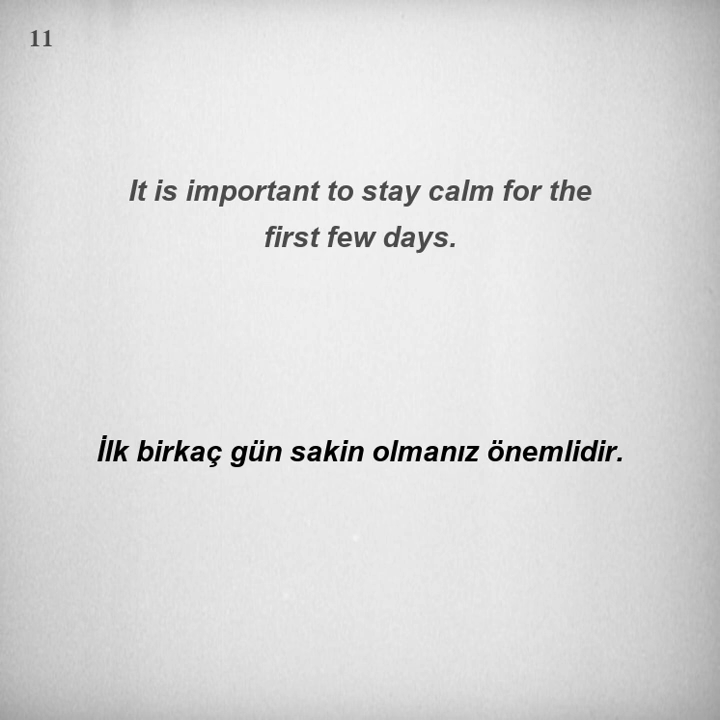 11
It is important to stay calm for the
first few days.
İlk birkaç gün sakin olmanız önemlidir.